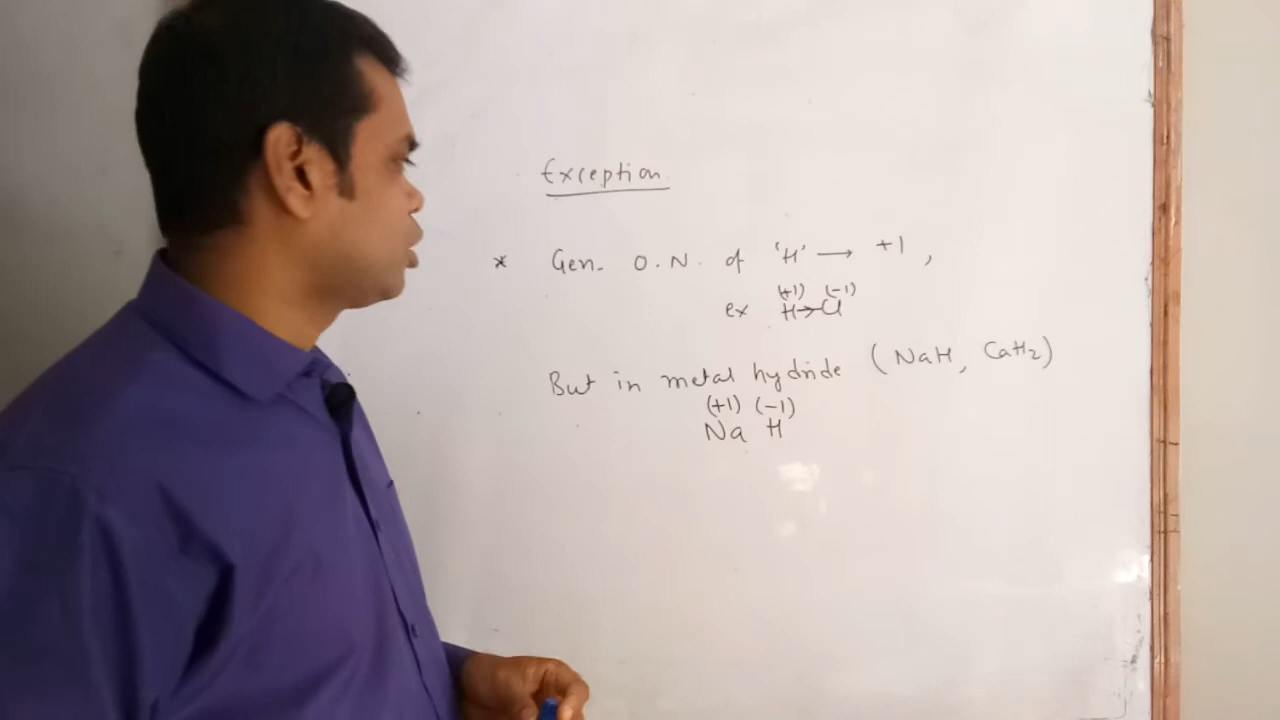 Exception
* Gen. O.N. of 'H' → +1,
(+1) (-1)
ex H→Cl
But in metal hydride (NaH, CaH₂)
(+1) (-1)
Na H